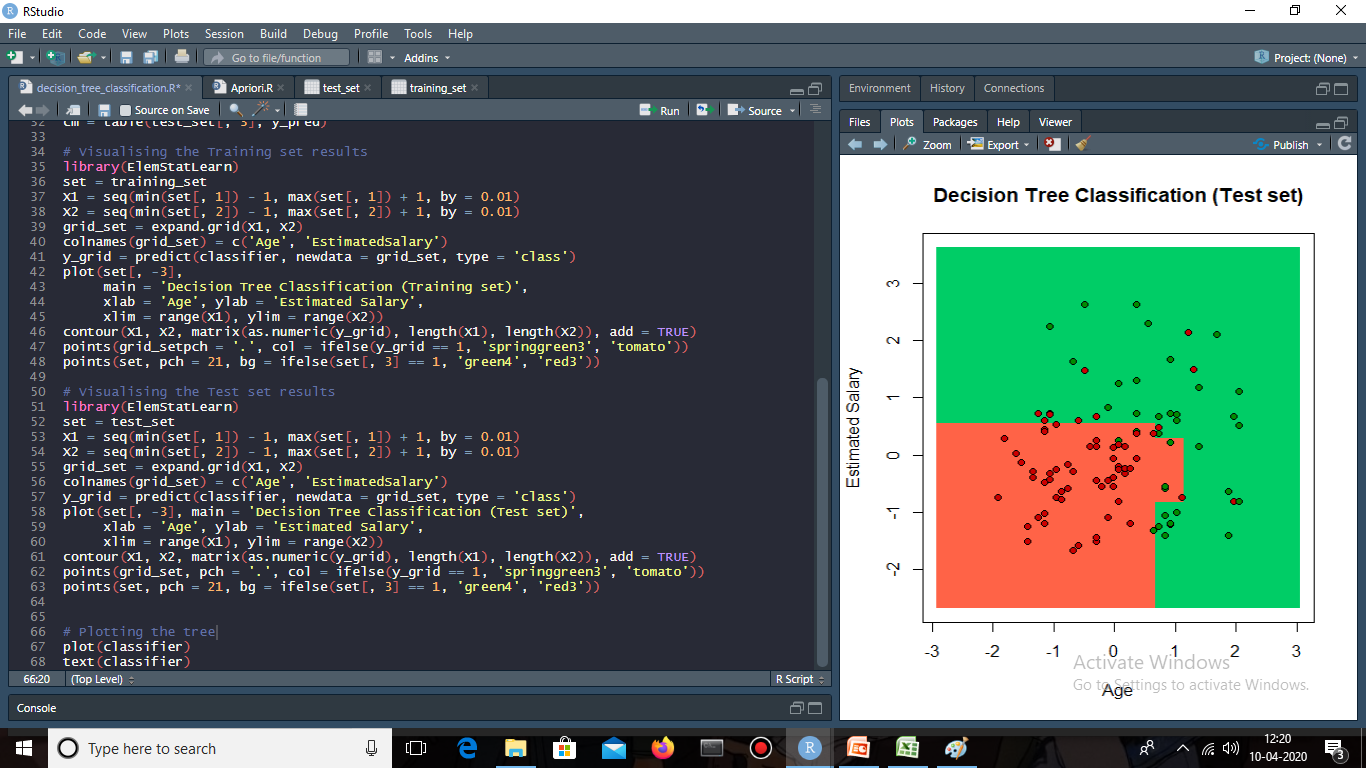 RStudio
File Edit Code View Plots Session Build Debug Profile Tools Help
Go to file/function Addins Project: (None)
decision_tree_classification.R* Apriori.R test_set training_set
Source on Save Run Source
32 cm = table(test_set[, 3], y_pred)
33
34 # Visualising the Training set results
35 library(ElemStatLearn)
36 set = training_set
37 X1 = seq(min(set[, 1]) - 1, max(set[, 1]) + 1, by = 0.01)
38 X2 = seq(min(set[, 2]) - 1, max(set[, 2]) + 1, by = 0.01)
39 grid_set = expand.grid(X1, X2)
40 colnames(grid_set) = c('Age', 'EstimatedSalary')
41 y_grid = predict(classifier, newdata = grid_set, type = 'class')
42 plot(set[, -3],
43 main = 'Decision Tree Classification (Training set)',
44 xlab = 'Age', ylab = 'Estimated Salary',
45 xlim = range(X1), ylim = range(X2))
46 contour(X1, X2, matrix(as.numeric(y_grid), length(X1), length(X2)), add = TRUE)
47 points(grid_setpch = '.', col = ifelse(y_grid == 1, 'springgreen3', 'tomato'))
48 points(set, pch = 21, bg = ifelse(set[, 3] == 1, 'green4', 'red3'))
49
50 # Visualising the Test set results
51 library(ElemStatLearn)
52 set = test_set
53 X1 = seq(min(set[, 1]) - 1, max(set[, 1]) + 1, by = 0.01)
54 X2 = seq(min(set[, 2]) - 1, max(set[, 2]) + 1, by = 0.01)
55 grid_set = expand.grid(X1, X2)
56 colnames(grid_set) = c('Age', 'EstimatedSalary')
57 y_grid = predict(classifier, newdata = grid_set, type = 'class')
58 plot(set[, -3], main = 'Decision Tree Classification (Test set)',
59 xlab = 'Age', ylab = 'Estimated Salary',
60 xlim = range(X1), ylim = range(X2))
61 contour(X1, X2, matrix(as.numeric(y_grid), length(X1), length(X2)), add = TRUE)
62 points(grid_set, pch = '.', col = ifelse(y_grid == 1, 'springgreen3', 'tomato'))
63 points(set, pch = 21, bg = ifelse(set[, 3] == 1, 'green4', 'red3'))
64
65
66 # Plotting the tree
67 plot(classifier)
68 text(classifier)
66:20 (Top Level) R Script
Console
Environment History Connections
Files Plots Packages Help Viewer
Zoom Export Publish
Decision Tree Classification (Test set)
Estimated Salary
3
2
1
0
-1
-2
-3 -2 -1 0 1 2 3
Age
Activate Windows
Go to Settings to activate Windows.
Type here to search
12:20
10-04-2020
3